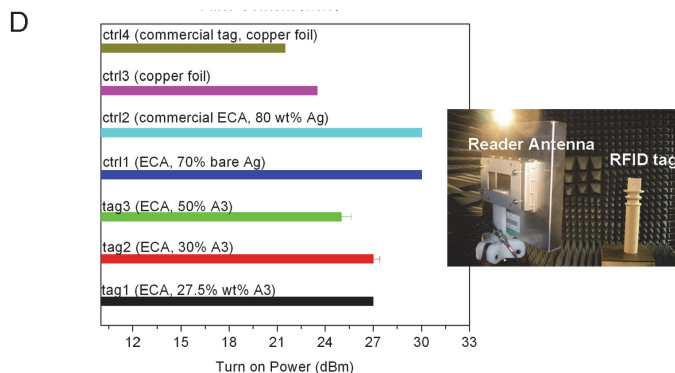 D
ctrl4 (commercial tag, copper foil)
ctrl3 (copper foil)
ctrl2 (commercial ECA, 80 wt% Ag)
ctrl1 (ECA, 70% bare Ag)
tag3 (ECA, 50% A3)
tag2 (ECA, 30% A3)
tag1 (ECA, 27.5% wt% A3)
12 15 18 21 24 27 30 33
Turn on Power (dBm)
Reader Antenna
RFID tag